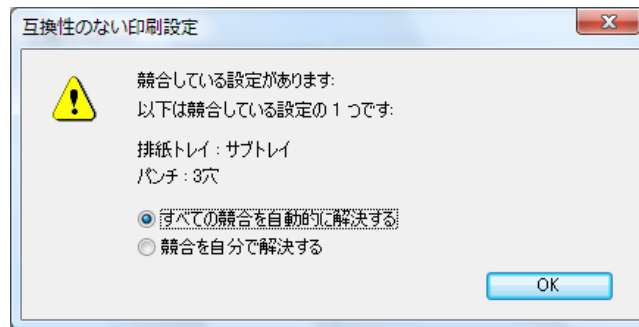 互換性のない印刷設定
競合している設定があります:
以下は競合している設定の 1 つです:
排紙トレイ : サブトレイ
パンチ : 3穴
すべての競合を自動的に解決する
競合を自分で解決する
OK